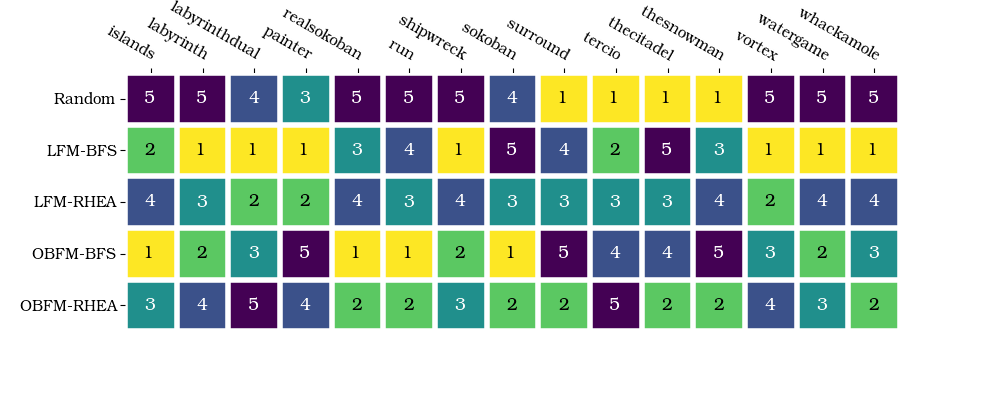 islands labyrinth labyrinthdual painter realsokoban run shipwreck sokoban surround tercio thecitadel thesnowman vortex watergame whackamole
Random 5 5 4 3 5 5 5 4 1 1 1 1 5 5 5
LFM-BFS 2 1 1 1 3 4 1 5 4 2 5 3 1 1 1
LFM-RHEA 4 3 2 2 4 3 4 3 3 3 3 4 2 4 4
OBFM-BFS 1 2 3 5 1 1 2 1 5 4 4 5 3 2 3
OBFM-RHEA 3 4 5 4 2 2 3 2 2 5 2 2 4 3 2